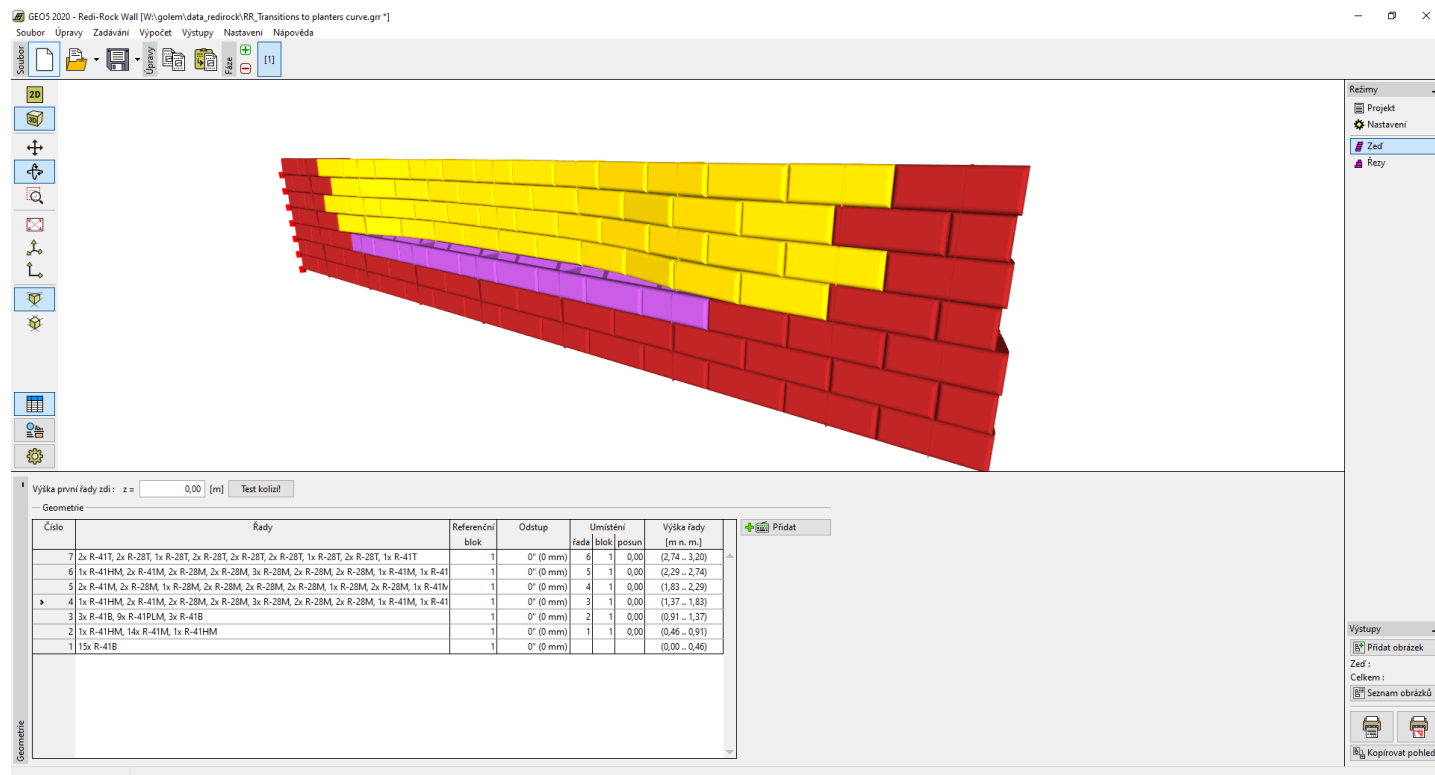 GEO5 2020 - Redi-Rock Wall [W:\golem\data_redirock\RR_Transitions to planters curve.grr *]
Soubor Úpravy Zadávání Výpočet Výstupy Nastavení Nápověda
Soubor Úpravy Fáze [1]
2D
3D
Režimy
Projekt
Nastavení
Zeď
Řezy
Výška první řady zdi : z = 0,00 [m] Test kolizí!
Geometrie
Číslo Řady Referenční blok Odstup Umístění Výška řady
řada blok posun [m n. m.]
7 2x R-41T, 2x R-28T, 1x R-28T, 2x R-28T, 2x R-28T, 2x R-28T, 1x R-28T, 2x R-28T, 1x R-41T 1 0" (0 mm) 6 1 0,00 (2,74 .. 3,20)
6 1x R-41HM, 2x R-41M, 2x R-28M, 2x R-28M, 3x R-28M, 2x R-28M, 2x R-28M, 1x R-41M, 1x R-41 1 0" (0 mm) 5 1 0,00 (2,29 .. 2,74)
5 2x R-41M, 2x R-28M, 1x R-28M, 2x R-28M, 2x R-28M, 2x R-28M, 1x R-28M, 2x R-28M, 1x R-41M 1 0" (0 mm) 4 1 0,00 (1,83 .. 2,29)
4 1x R-41HM, 2x R-41M, 2x R-28M, 2x R-28M, 3x R-28M, 2x R-28M, 2x R-28M, 1x R-41M, 1x R-41 1 0" (0 mm) 3 1 0,00 (1,37 .. 1,83)
3 3x R-41B, 9x R-41PLM, 3x R-41B 1 0" (0 mm) 2 1 0,00 (0,91 .. 1,37)
2 1x R-41HM, 14x R-41M, 1x R-41HM 1 0" (0 mm) 1 1 0,00 (0,46 .. 0,91)
1 15x R-41B 1 0" (0 mm) (0,00 .. 0,46)
Přidat
Geometrie
Výstupy
Přidat obrázek
Zeď :
Celkem :
Seznam obrázků
Kopírovat pohled